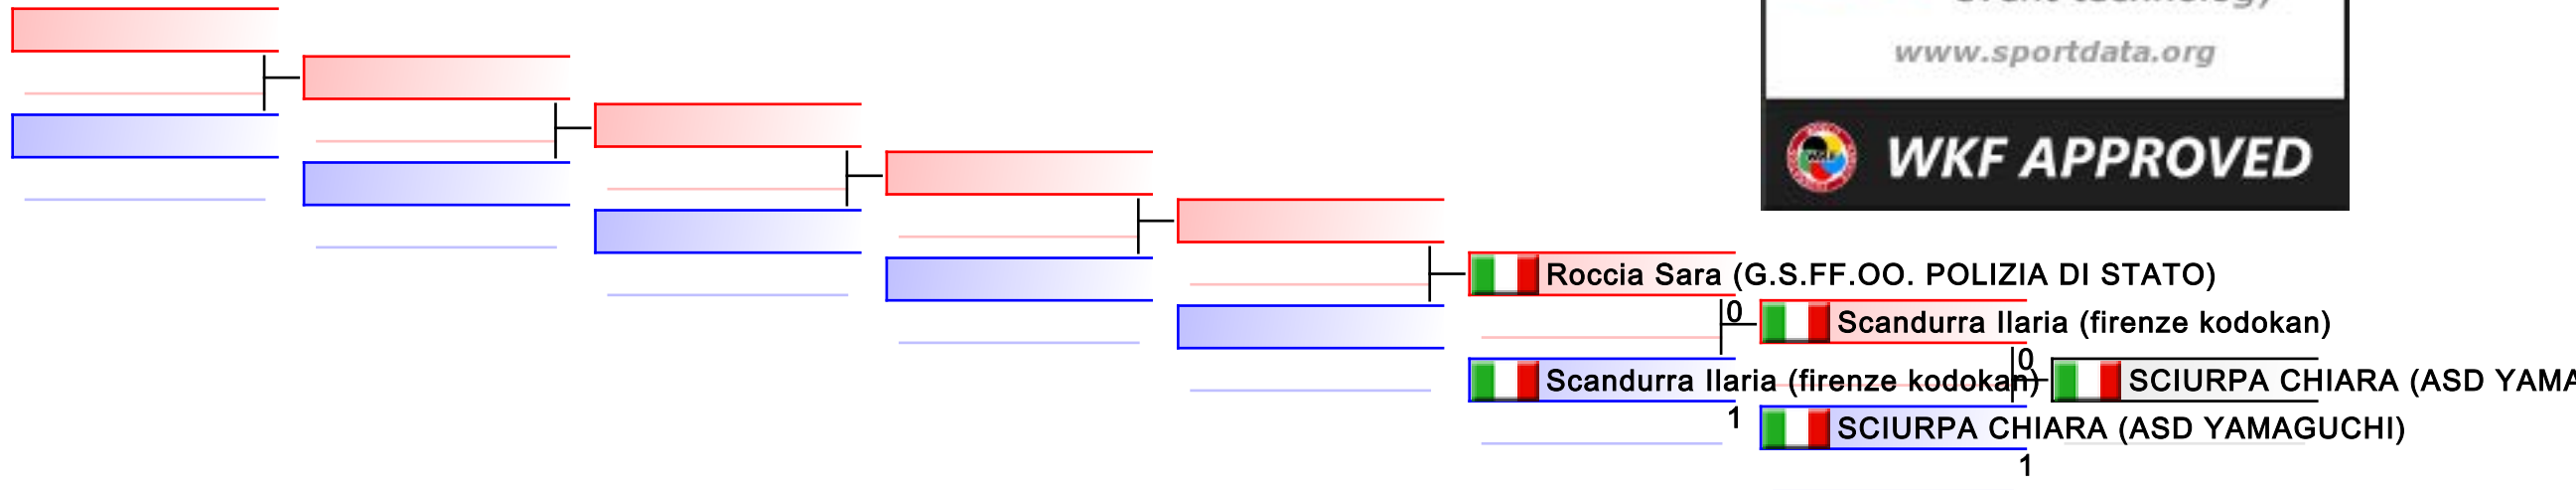 www.sportdata.org
WKF APPROVED
Roccia Sara (G.S.FF.OO. POLIZIA DI STATO)
0
Scandurra Ilaria (firenze kodokan)
0
Scandurra Ilaria (firenze kodokan)
SCIURPA CHIARA (ASD YAMA
1
SCIURPA CHIARA (ASD YAMAGUCHI)
1